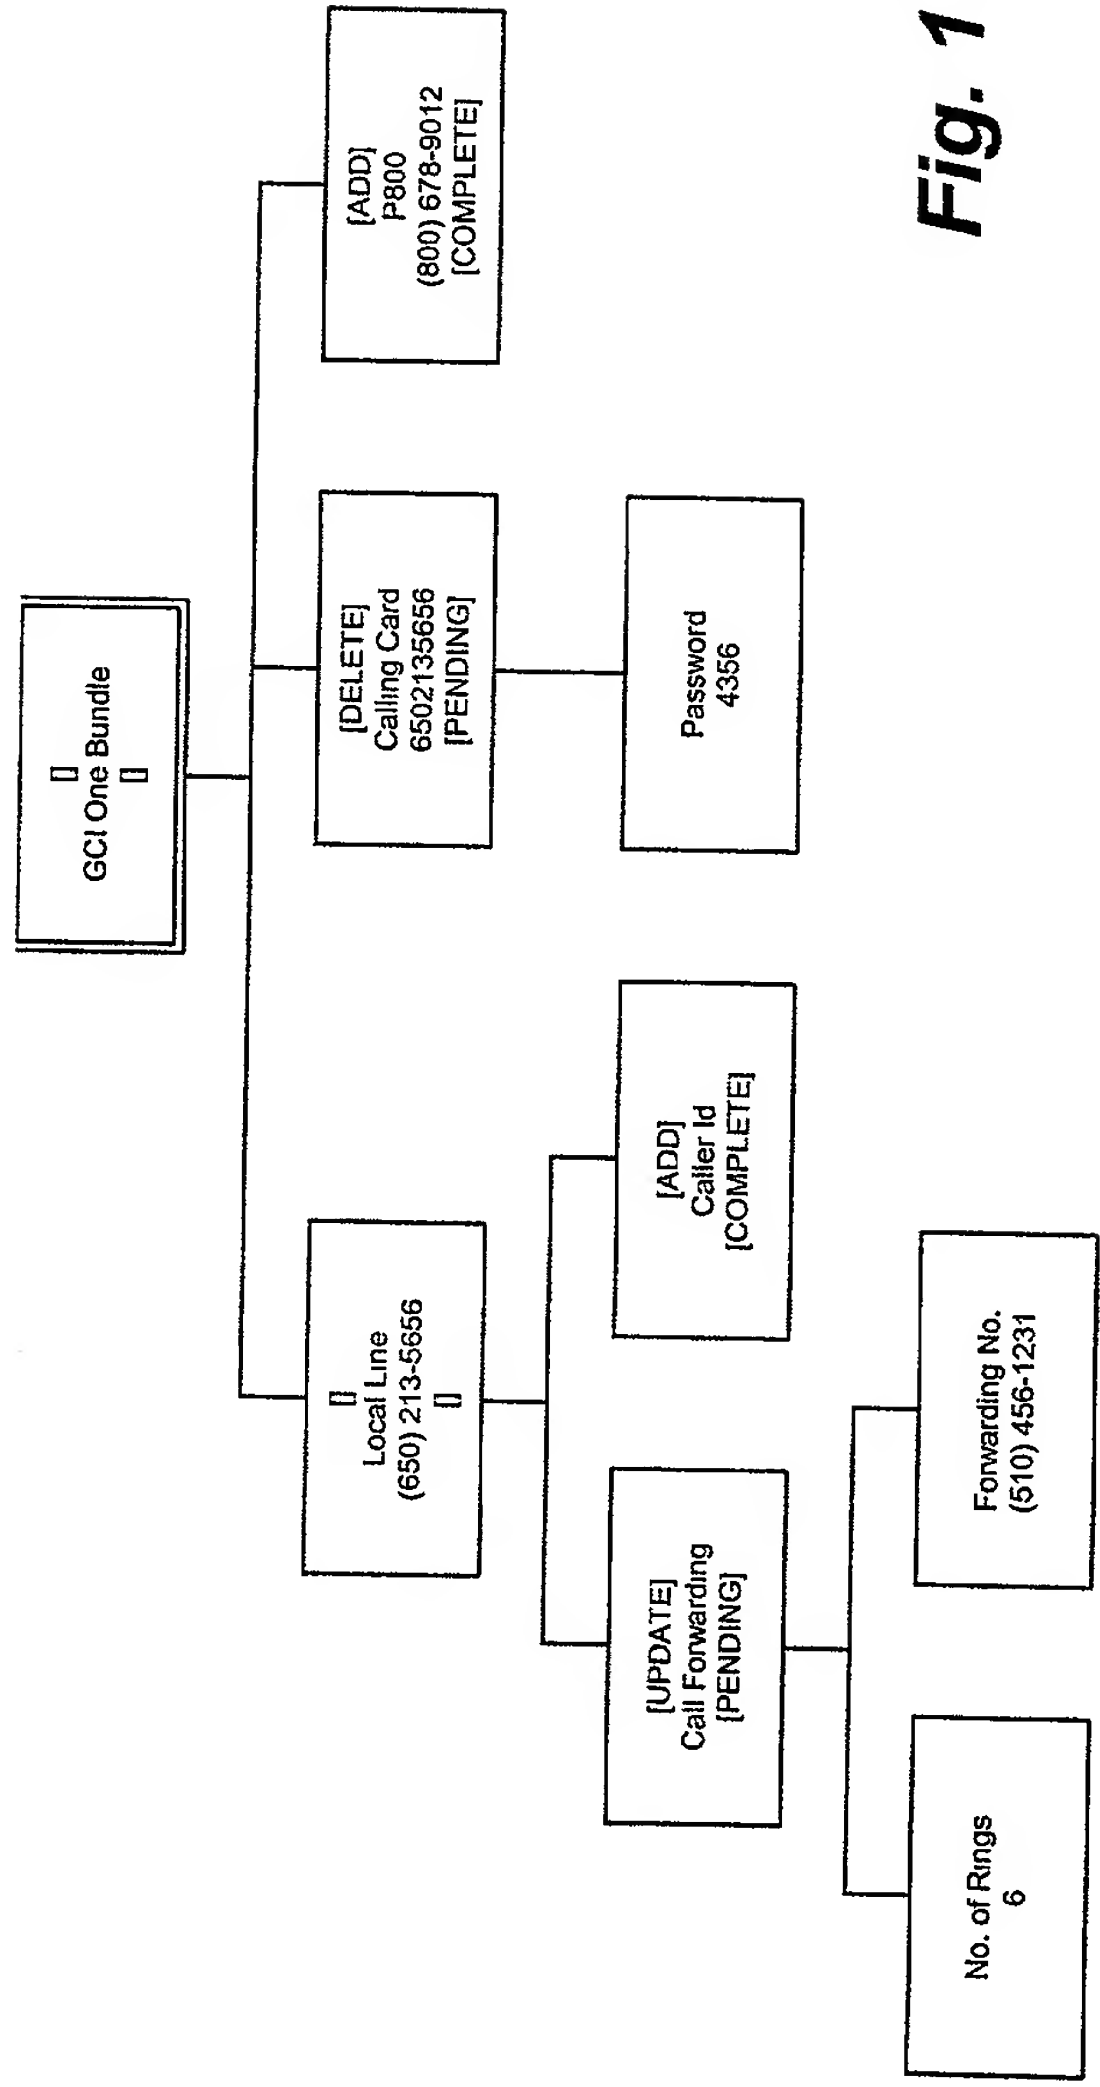 []
GCI One Bundle
[]
[]
Local Line
(650) 213-5656
[]
[DELETE]
Calling Card
6502135656
[PENDING]
[ADD]
P800
(800) 678-9012
[COMPLETE]
[UPDATE]
Call Forwarding
[PENDING]
[ADD]
Caller Id
[COMPLETE]
Password
4356
No. of Rings
6
Forwarding No.
(510) 456-1231
Fig. 1